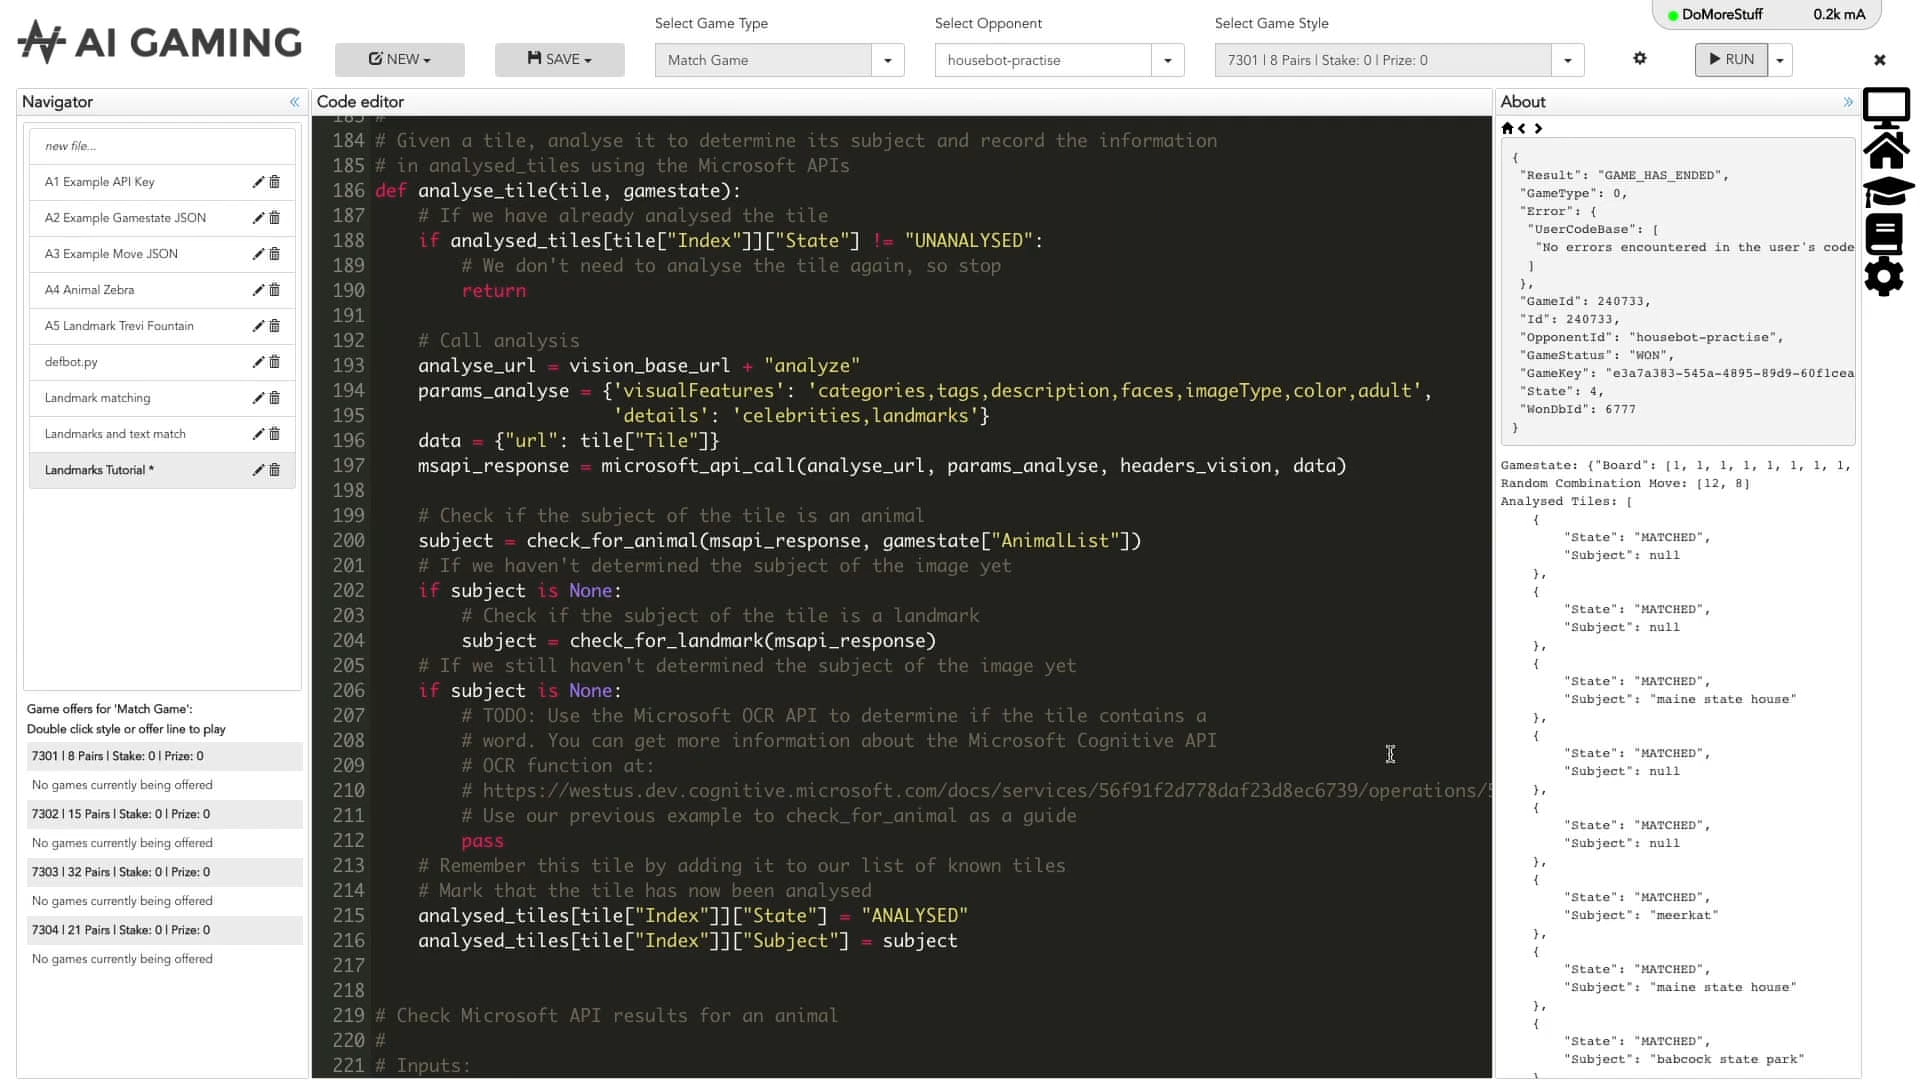 AI GAMING
NEW
SAVE
Select Game Type
Match Game
Select Opponent
housebot-practise
Select Game Style
7301 | 8 Pairs | Stake: 0 | Prize: 0
DoMoreStuff 0.2k mA
RUN
Navigator
new file...
A1 Example API Key
A2 Example Gamestate JSON
A3 Example Move JSON
A4 Animal Zebra
A5 Landmark Trevi Fountain
defbot.py
Landmark matching
Landmarks and text match
Landmarks Tutorial *
Game offers for 'Match Game':
Double click style or offer line to play
7301 | 8 Pairs | Stake: 0 | Prize: 0
No games currently being offered
7302 | 15 Pairs | Stake: 0 | Prize: 0
No games currently being offered
7303 | 32 Pairs | Stake: 0 | Prize: 0
No games currently being offered
7304 | 21 Pairs | Stake: 0 | Prize: 0
No games currently being offered
Code editor
183 #
184 # Given a tile, analyse it to determine its subject and record the information
185 # in analysed_tiles using the Microsoft APIs
186 def analyse_tile(tile, gamestate):
187 # If we have already analysed the tile
188 if analysed_tiles[tile["Index"]]["State"] != "UNANALYSED":
189 # We don't need to analyse the tile again, so stop
190 return
191
192 # Call analysis
193 analyse_url = vision_base_url + "analyze"
194 params_analyse = {'visualFeatures': 'categories,tags,description,faces,imageType,color,adult',
195 'details': 'celebrities,landmarks'}
196 data = {"url": tile["Tile"]}
197 msapi_response = microsoft_api_call(analyse_url, params_analyse, headers_vision, data)
198
199 # Check if the subject of the tile is an animal
200 subject = check_for_animal(msapi_response, gamestate["AnimalList"])
201 # If we haven't determined the subject of the image yet
202 if subject is None:
203 # Check if the subject of the tile is a landmark
204 subject = check_for_landmark(msapi_response)
205 # If we still haven't determined the subject of the image yet
206 if subject is None:
207 # TODO: Use the Microsoft OCR API to determine if the tile contains a
208 # word. You can get more information about the Microsoft Cognitive API
209 # OCR function at:
210 # https://westus.dev.cognitive.microsoft.com/docs/services/56f91f2d778daf23d8ec6739/operations/5
211 # Use our previous example to check_for_animal as a guide
212 pass
213 # Remember this tile by adding it to our list of known tiles
214 # Mark that the tile has now been analysed
215 analysed_tiles[tile["Index"]]["State"] = "ANALYSED"
216 analysed_tiles[tile["Index"]]["Subject"] = subject
217
218
219 # Check Microsoft API results for an animal
220 #
221 # Inputs:
About
{
"Result": "GAME_HAS_ENDED",
"GameType": 0,
"Error": {
"UserCodeBase": [
"No errors encountered in the user's code
]
},
"GameId": 240733,
"Id": 240733,
"OpponentId": "housebot-practise",
"GameStatus": "WON",
"GameKey": "e3a7a383-545a-4895-89d9-60f1cea
"State": 4,
"WonDbId": 6777
}
Gamestate: {"Board": [1, 1, 1, 1, 1, 1, 1, 1,
Random Combination Move: [12, 8]
Analysed Tiles: [
{
"State": "MATCHED",
"Subject": null
},
{
"State": "MATCHED",
"Subject": null
},
{
"State": "MATCHED",
"Subject": "maine state house"
},
{
"State": "MATCHED",
"Subject": null
},
{
"State": "MATCHED",
"Subject": null
},
{
"State": "MATCHED",
"Subject": "meerkat"
},
{
"State": "MATCHED",
"Subject": "maine state house"
},
{
"State": "MATCHED",
"Subject": "babcock state park"
}